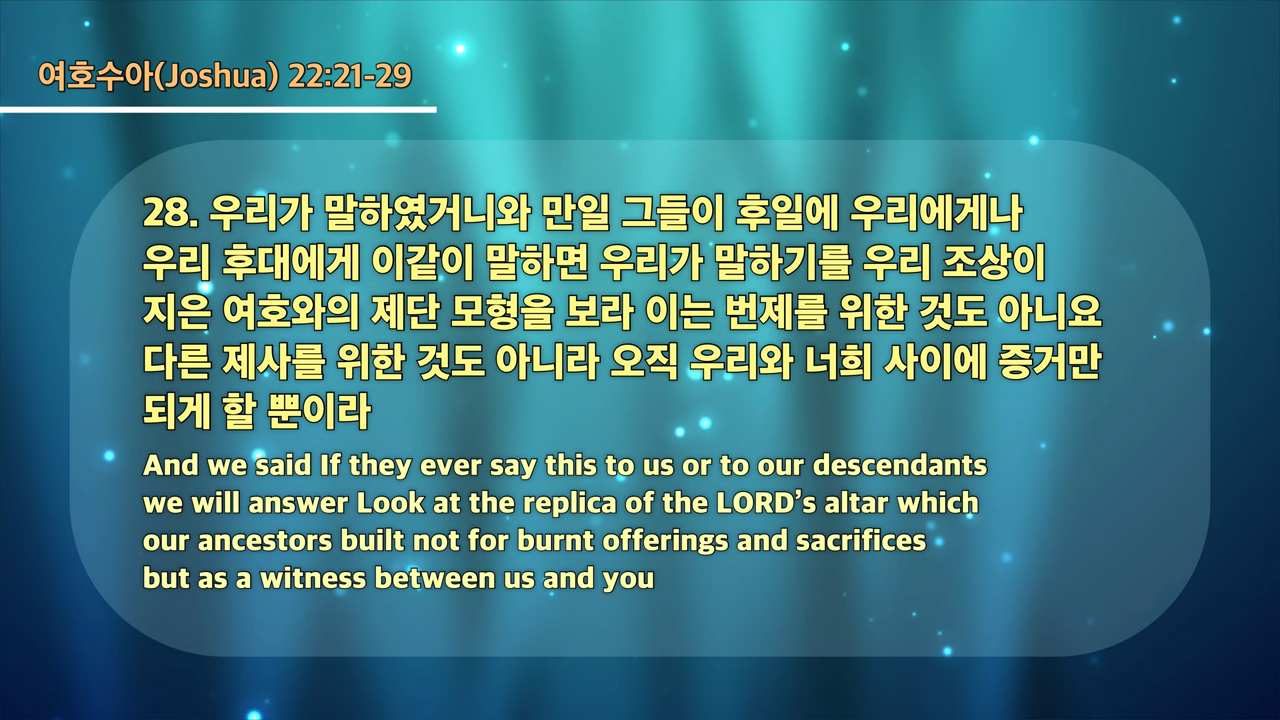 여호수아(Joshua) 22:21-29
28. 우리가 말하였거니와 만일 그들이 후일에 우리에게나
우리 후대에게 이같이 말하면 우리가 말하기를 우리 조상이
지은 여호와의 제단 모형을 보라 이는 번제를 위한 것도 아니요
다른 제사를 위한 것도 아니라 오직 우리와 너희 사이에 증거만
되게 할 뿐이라
And we said If they ever say this to us or to our descendants
we will answer Look at the replica of the LORD’s altar which
our ancestors built not for burnt offerings and sacrifices
but as a witness between us and you